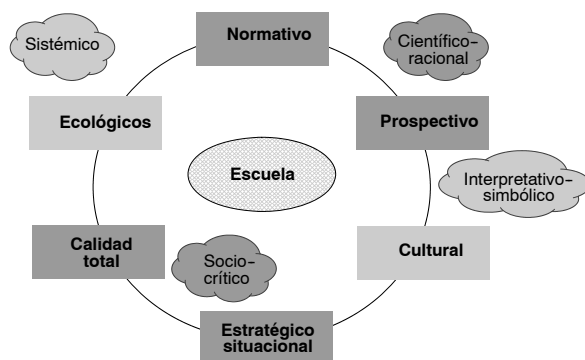 Normativo
Sistémico
Científico-
racional
Ecológicos
Prospectivo
Escuela
Interpretativo-
simbólico
Calidad
total
Socio-
crítico
Cultural
Estratégico
situacional